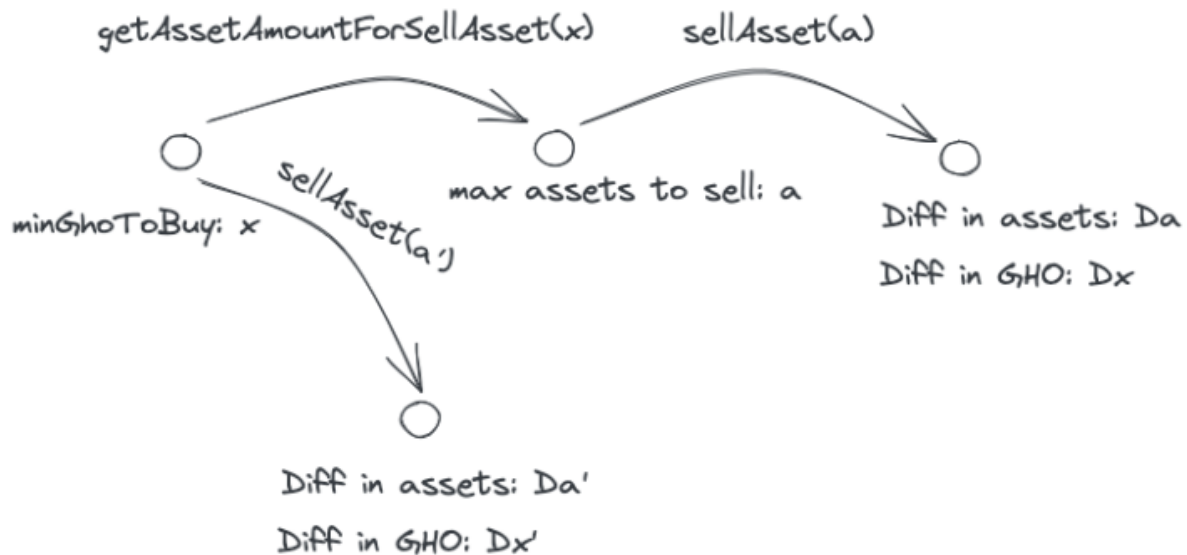 getAssetAmountForSellAsset(x)
sellAsset(a)
sellAsset(a')
max assets to sell: a
minGhoToBuy: x
Diff in assets: Da
Diff in GHO: Dx
Diff in assets: Da'
Diff in GHO: Dx'